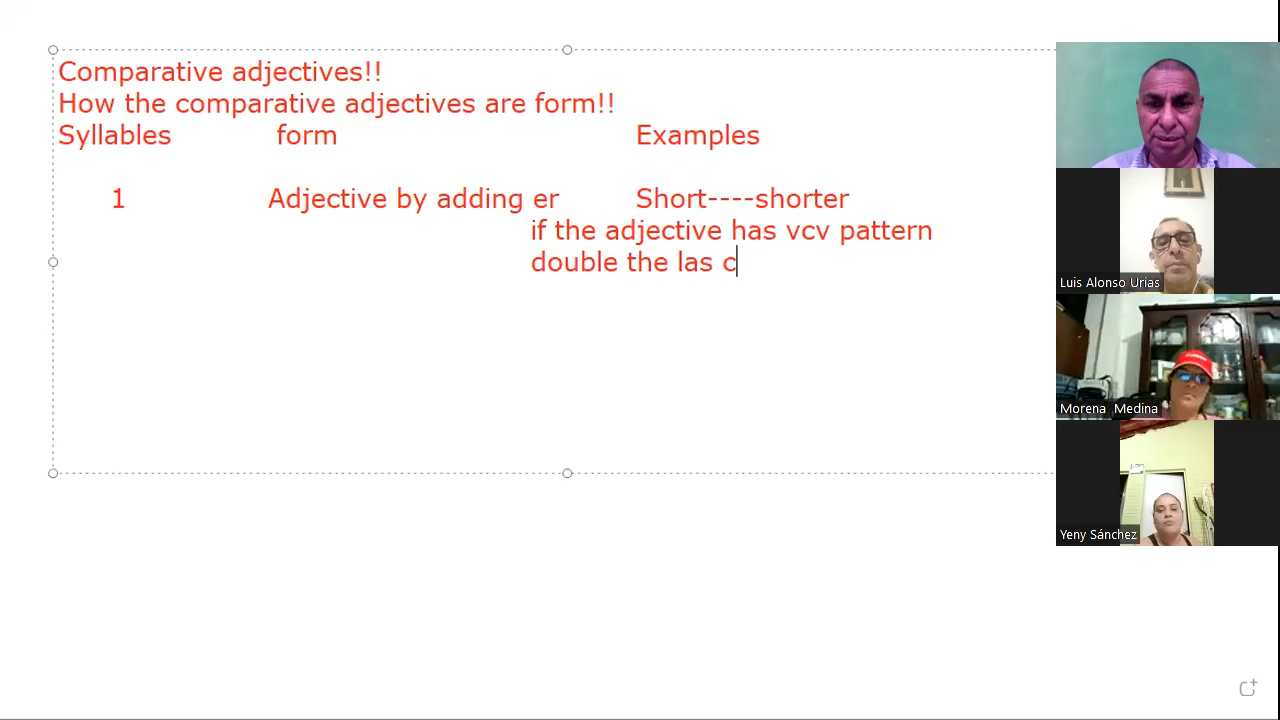 Comparative adjectives!!
How the comparative adjectives are form!!
Syllables form Examples
1 Adjective by adding er Short----shorter
if the adjective has vcv pattern
double the las c
Luis Alonso Urias
Morena Medina
Yeny Sánchez